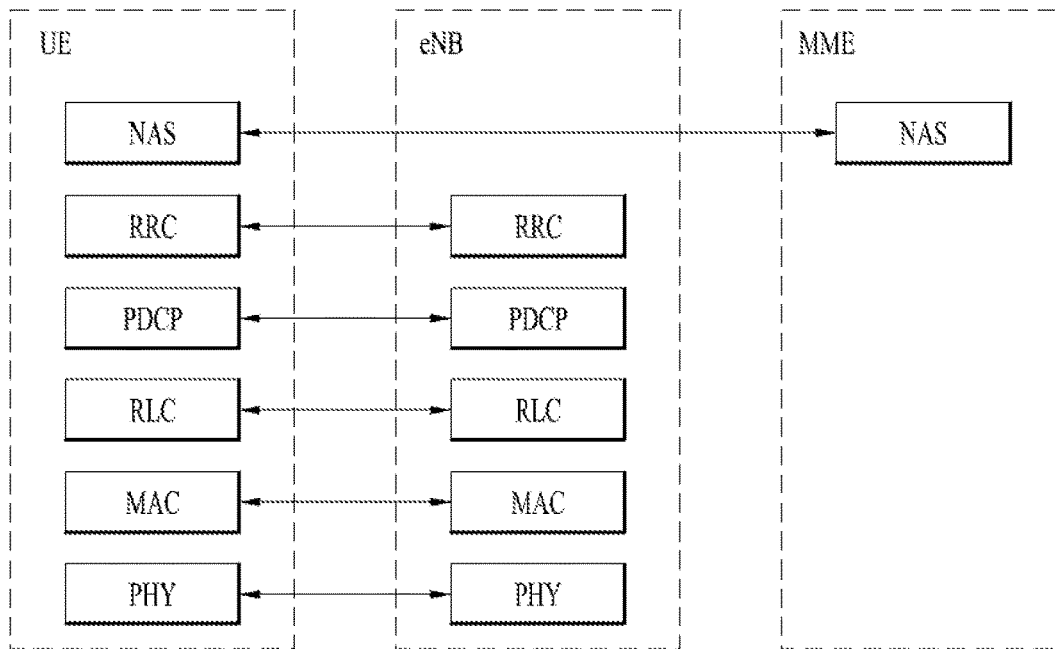 UE
eNB
MME
NAS
NAS
RRC
RRC
PDCP
PDCP
RLC
RLC
MAC
MAC
PHY
PHY